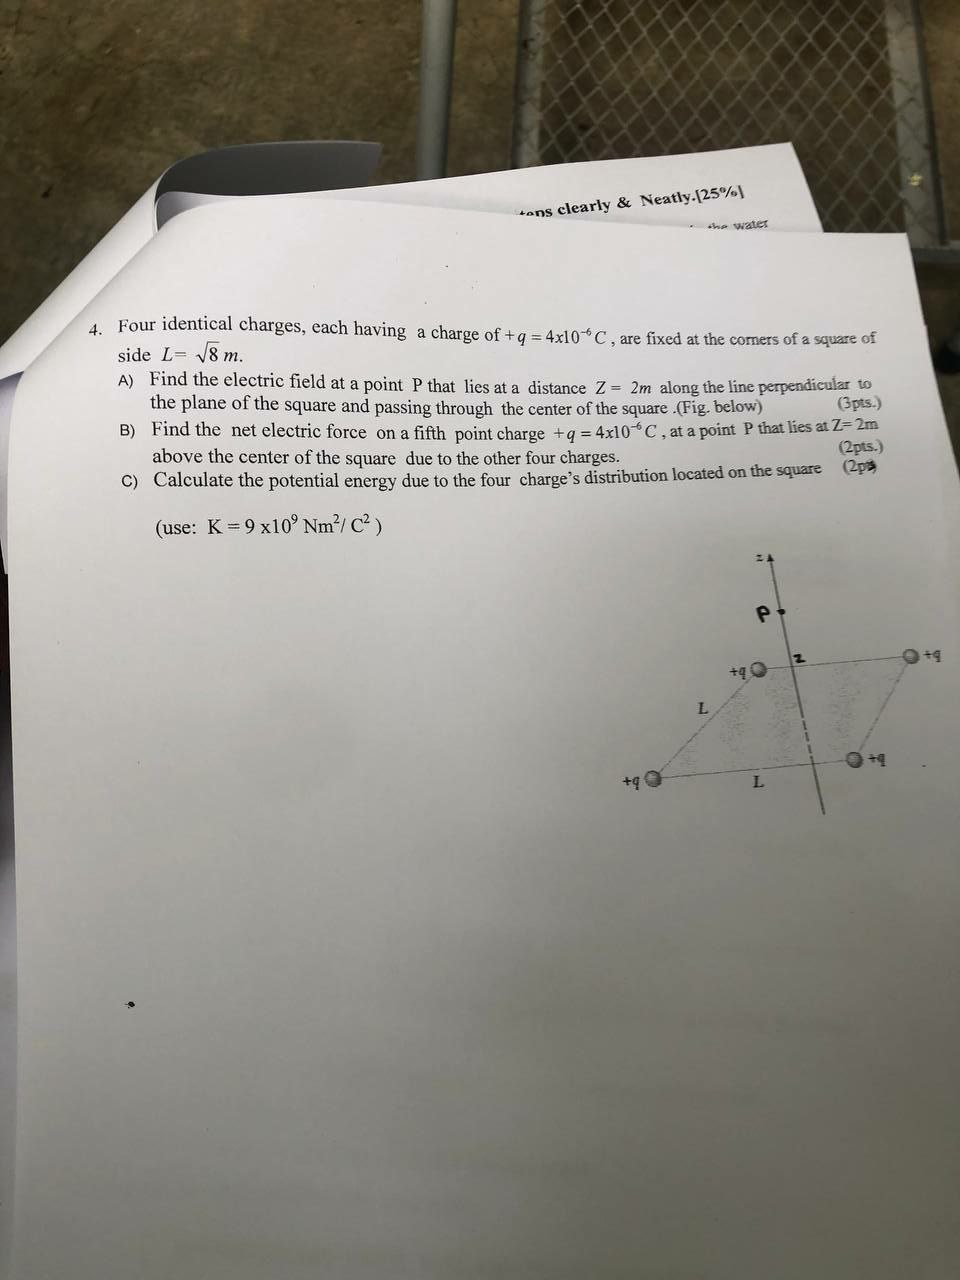 clearly & Neatly.[25%]
the water
4. Four identical charges, each having a charge of +q = 4x10⁻⁶ C , are fixed at the corners of a square of
side L= √8 m.
A) Find the electric field at a point P that lies at a distance Z = 2m along the line perpendicular to
the plane of the square and passing through the center of the square .(Fig. below) (3pts.)
B) Find the net electric force on a fifth point charge +q = 4x10⁻⁶ C , at a point P that lies at Z= 2m
above the center of the square due to the other four charges. (2pts.)
C) Calculate the potential energy due to the four charge's distribution located on the square (2p
(use: K = 9 x10⁹ Nm²/ C² )
z
P
z
+q
+q
L
+q
+q
L